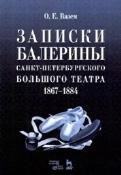 О. Е. Вазем
ЗАПИСКИ
БАЛЕРИНЫ
САНКТ-ПЕТЕРБУРГСКОГО
БОЛЬШОГО ТЕАТРА
1867–1884